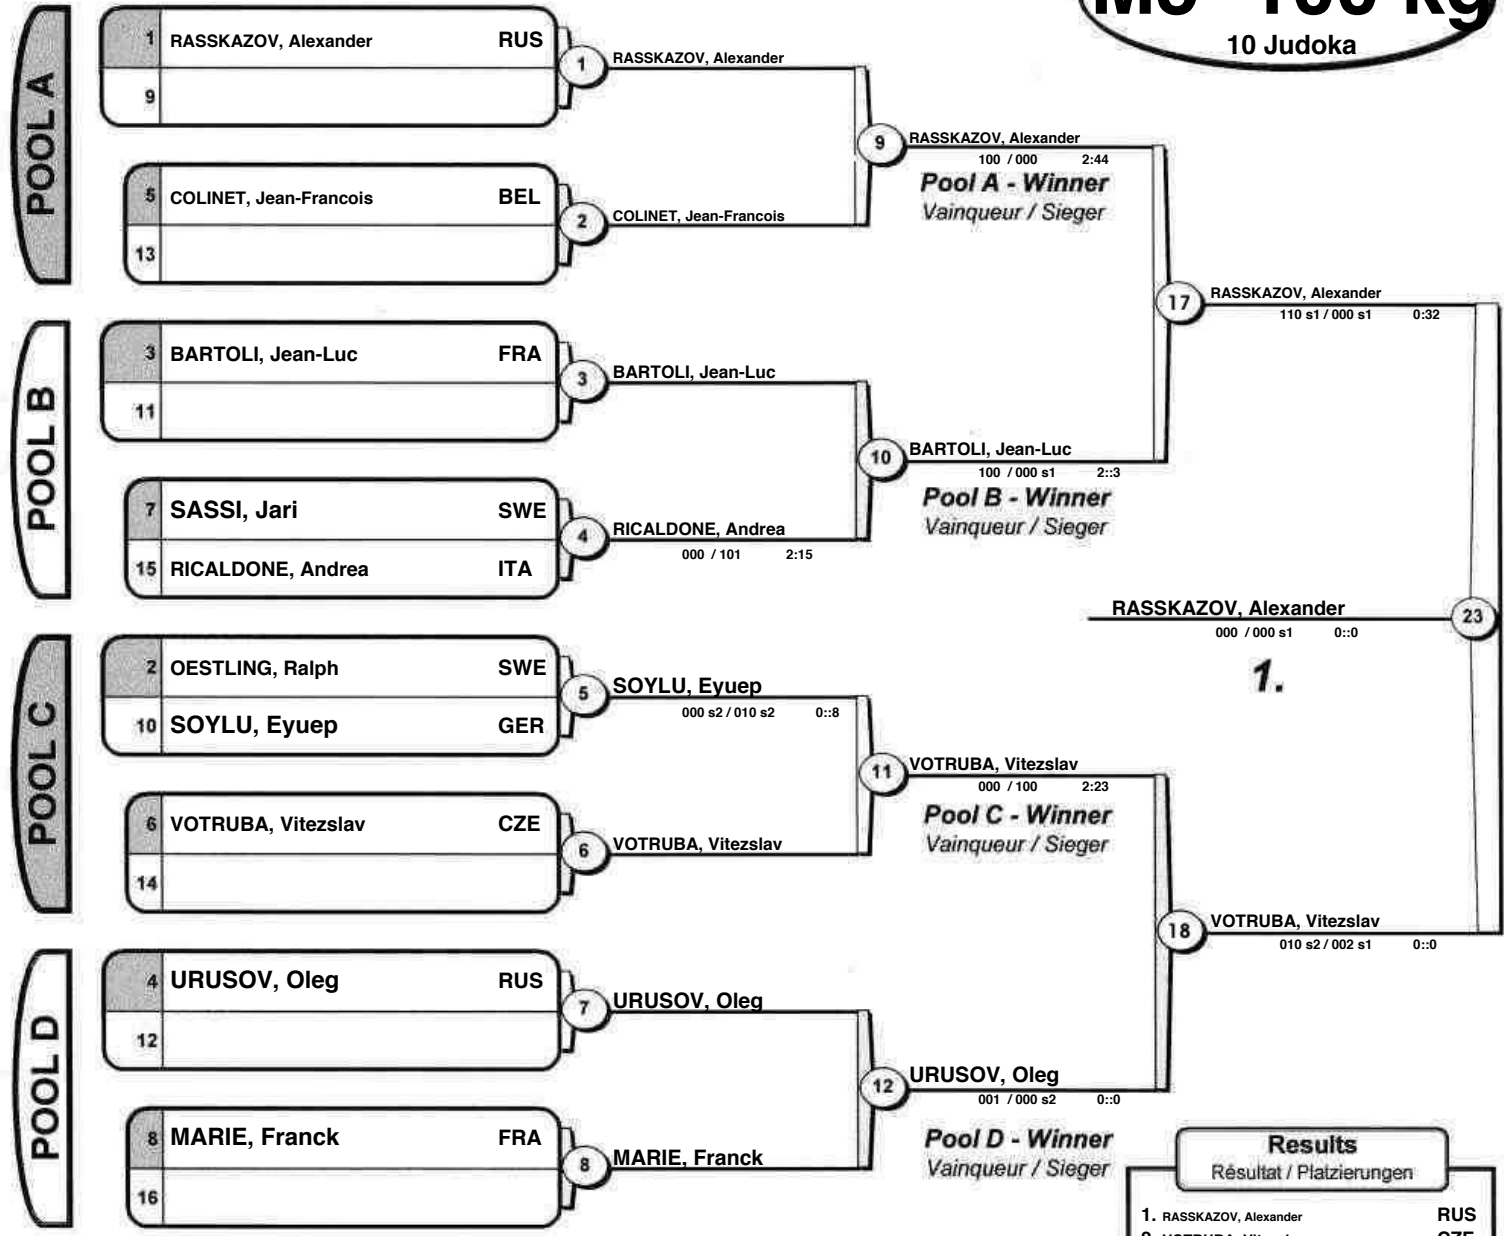 10 Judoka
POOL A
1 RASSKAZOV, Alexander RUS
9
1 RASSKAZOV, Alexander
5 COLINET, Jean-Francois BEL
13
2 COLINET, Jean-Francois
9 RASSKAZOV, Alexander
100 / 000 2:44
Pool A - Winner
Vainqueur / Sieger
POOL B
3 BARTOLI, Jean-Luc FRA
11
3 BARTOLI, Jean-Luc
7 SASSI, Jari SWE
15 RICALDONE, Andrea ITA
4 RICALDONE, Andrea
000 / 101 2:15
10 BARTOLI, Jean-Luc
100 / 000 s1 2::3
Pool B - Winner
Vainqueur / Sieger
17 RASSKAZOV, Alexander
110 s1 / 000 s1 0:32
RASSKAZOV, Alexander 23
000 / 000 s1 0::0
1.
POOL C
2 OESTLING, Ralph SWE
10 SOYLU, Eyuep GER
5 SOYLU, Eyuep
000 s2 / 010 s2 0::8
6 VOTRUBA, Vitezslav CZE
14
6 VOTRUBA, Vitezslav
11 VOTRUBA, Vitezslav
000 / 100 2:23
Pool C - Winner
Vainqueur / Sieger
18 VOTRUBA, Vitezslav
010 s2 / 002 s1 0::0
POOL D
4 URUSOV, Oleg RUS
12
7 URUSOV, Oleg
8 MARIE, Franck FRA
16
8 MARIE, Franck
12 URUSOV, Oleg
001 / 000 s2 0::0
Pool D - Winner
Vainqueur / Sieger
Results
Résultat / Platzierungen
1. RASSKAZOV, Alexander RUS